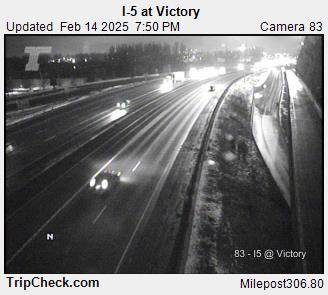 I-5 at Victory
Updated Feb 14 2025 7:50 PM Camera 83
T
N
83 - I5 @ Victory
TripCheck.com Milepost306.80